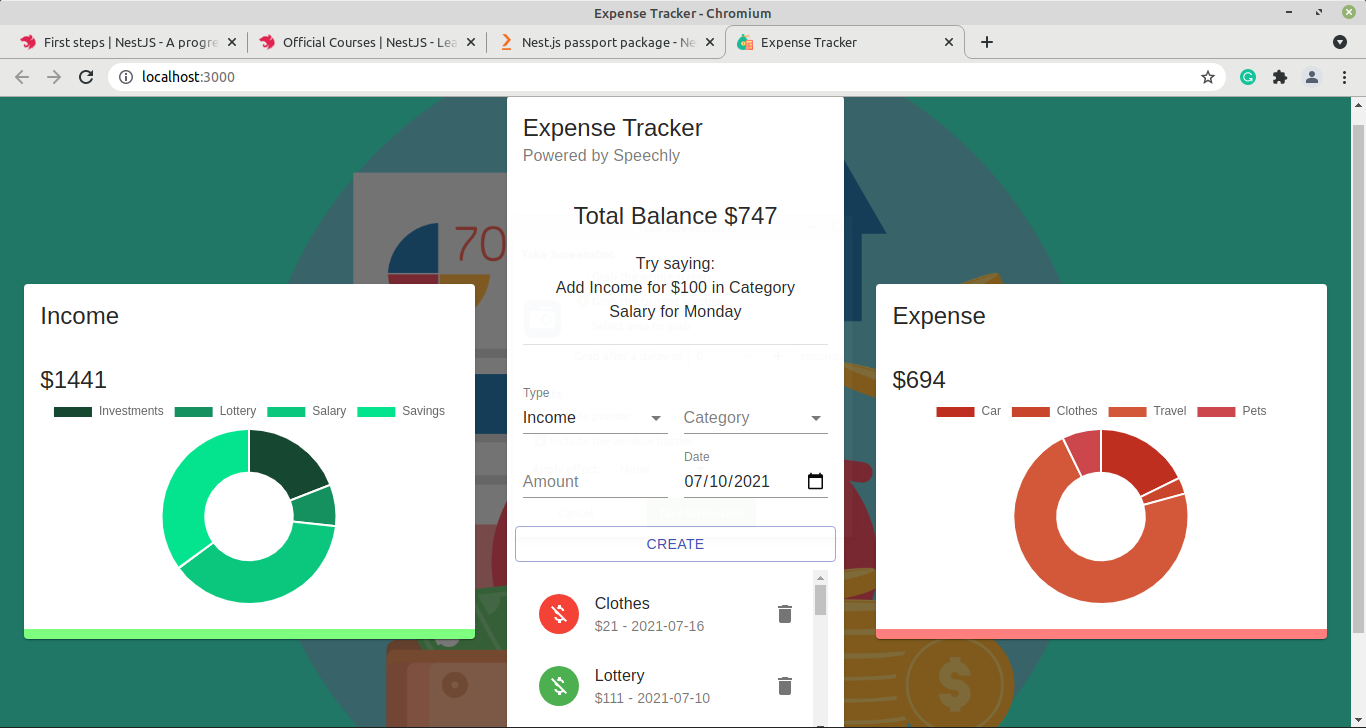 Expense Tracker - Chromium
First steps | NestJS - A progre
Official Courses | NestJS - Lea
Nest.js passport package - Ne
Expense Tracker
localhost:3000
Expense Tracker
Powered by Speechly
70
Total Balance $747
Try saying:
Add Income for $100 in Category
Salary for Monday
Income
$1441
Investments
Lottery
Salary
Savings
Type
Income
Category
Amount
Date
07/10/2021
CREATE
Clothes
$21 - 2021-07-16
Lottery
$111 - 2021-07-10
Expense
$694
Car
Clothes
Travel
Pets